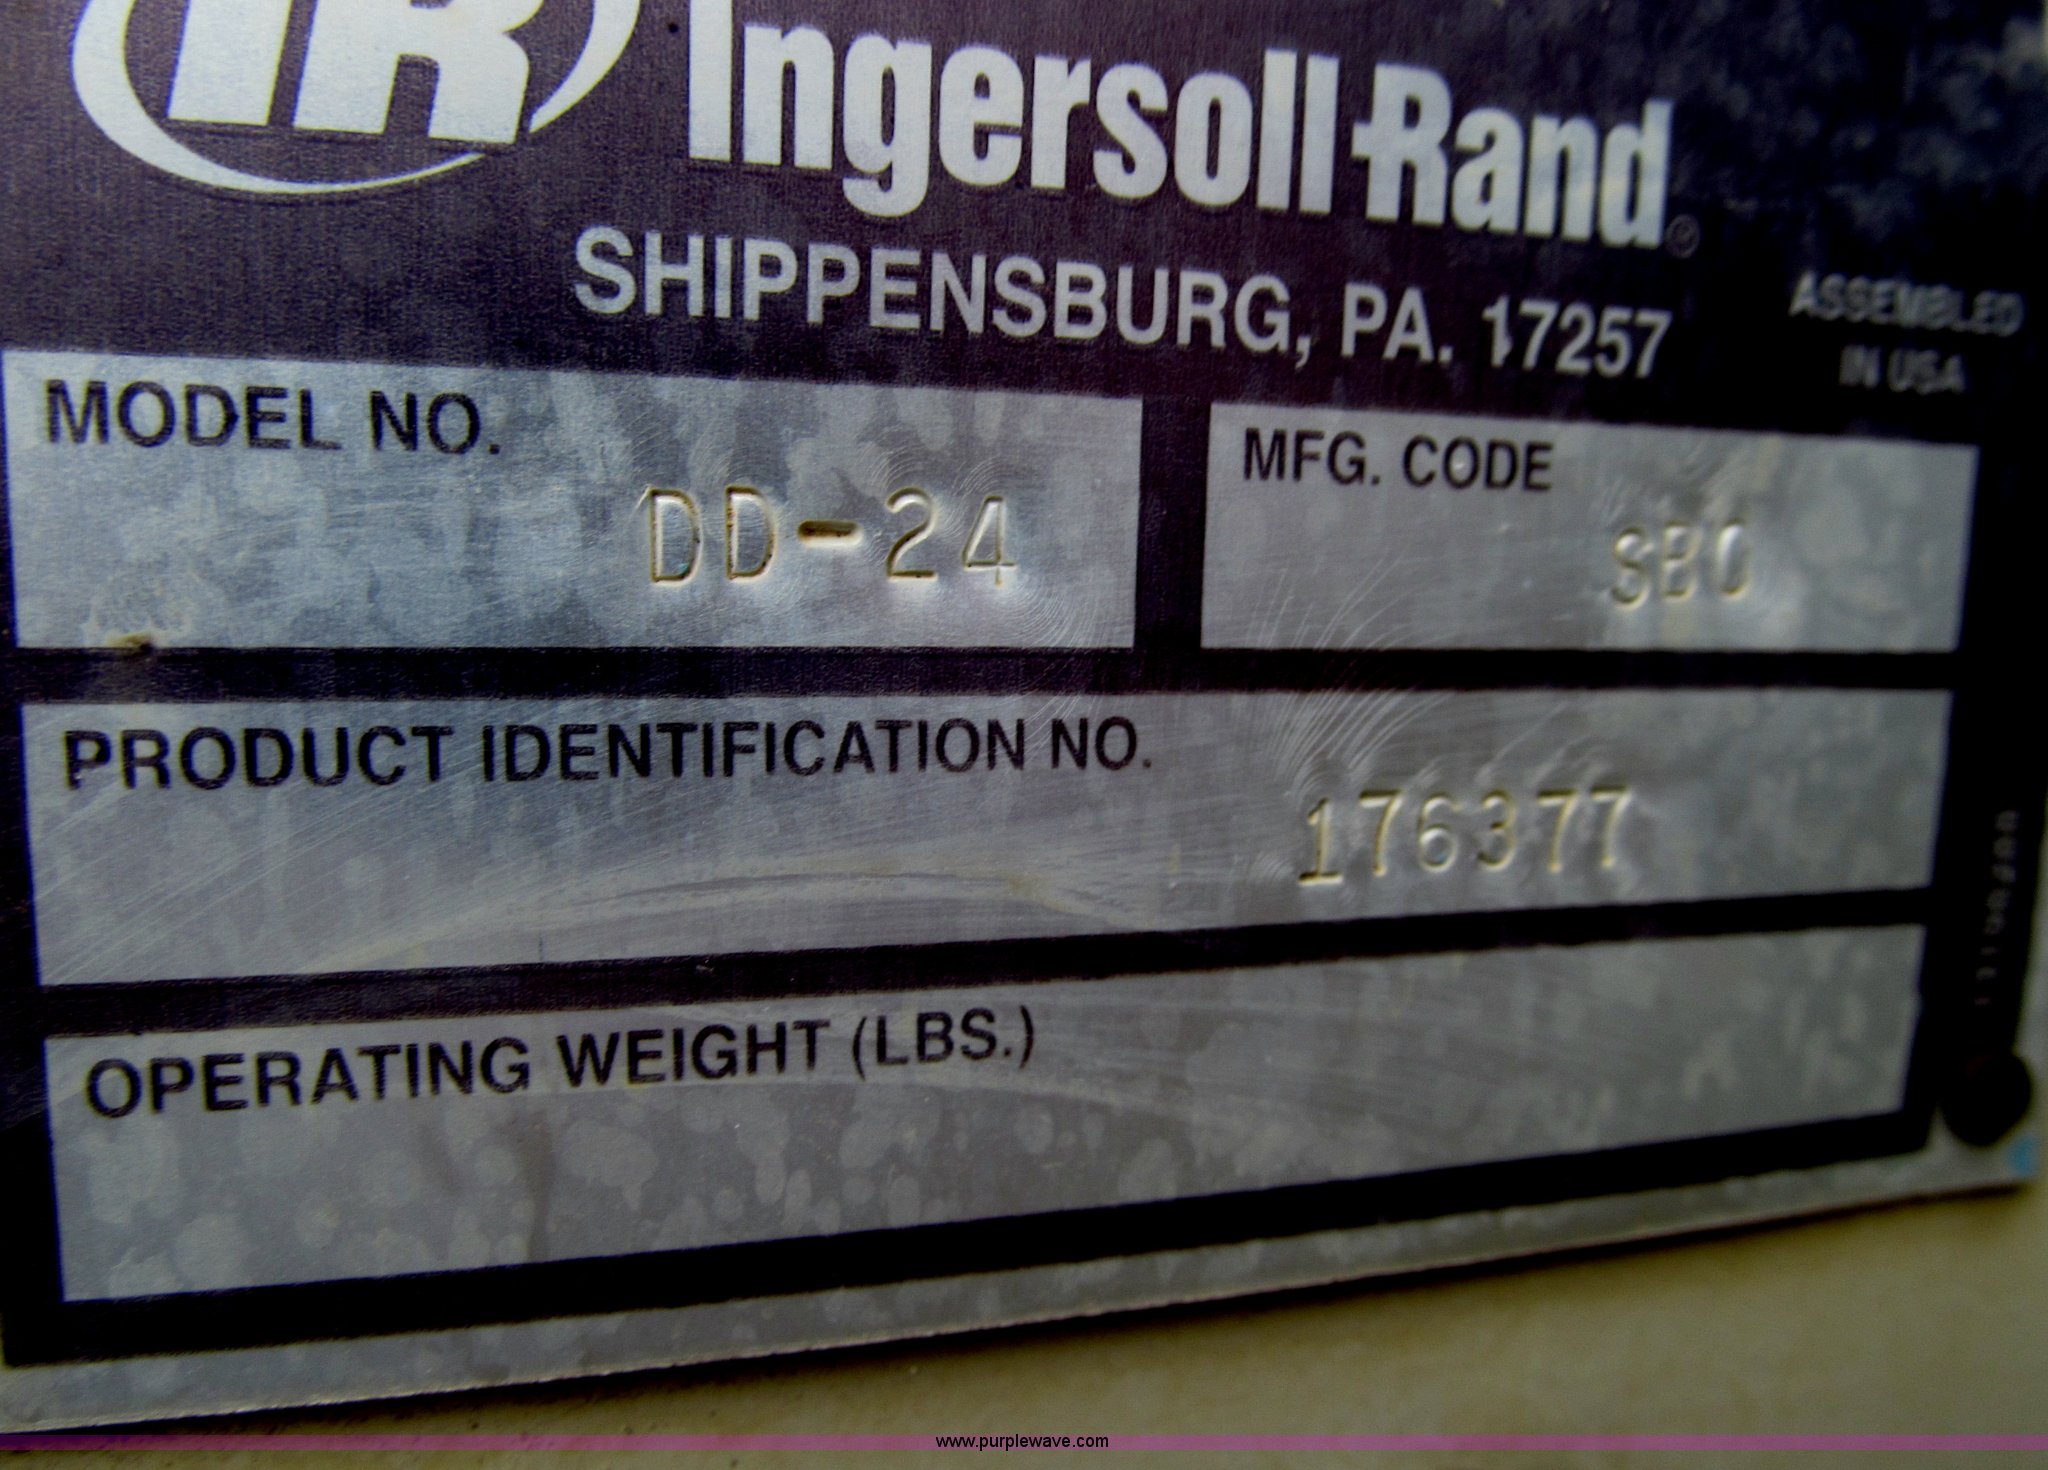 IR Ingersoll Rand®
SHIPPENSBURG, PA. 17257
ASSEMBLED
IN USA
MODEL NO.
DD-24
MFG. CODE
SBO
PRODUCT IDENTIFICATION NO.
176377
OPERATING WEIGHT (LBS.)
www.purplewave.com